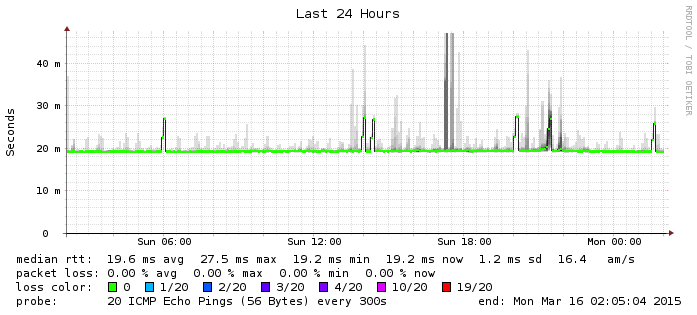 Last 24 Hours
RRDTOOL / TOBI OETIKER
Seconds
40 m
30 m
20 m
10 m
0
Sun 06:00 Sun 12:00 Sun 18:00 Mon 00:00
median rtt: 19.6 ms avg 27.5 ms max 19.2 ms min 19.2 ms now 1.2 ms sd 16.4 am/s
packet loss: 0.00 % avg 0.00 % max 0.00 % min 0.00 % now
loss color: 0 1/20 2/20 3/20 4/20 10/20 19/20
probe: 20 ICMP Echo Pings (56 Bytes) every 300s end: Mon Mar 16 02:05:04 2015